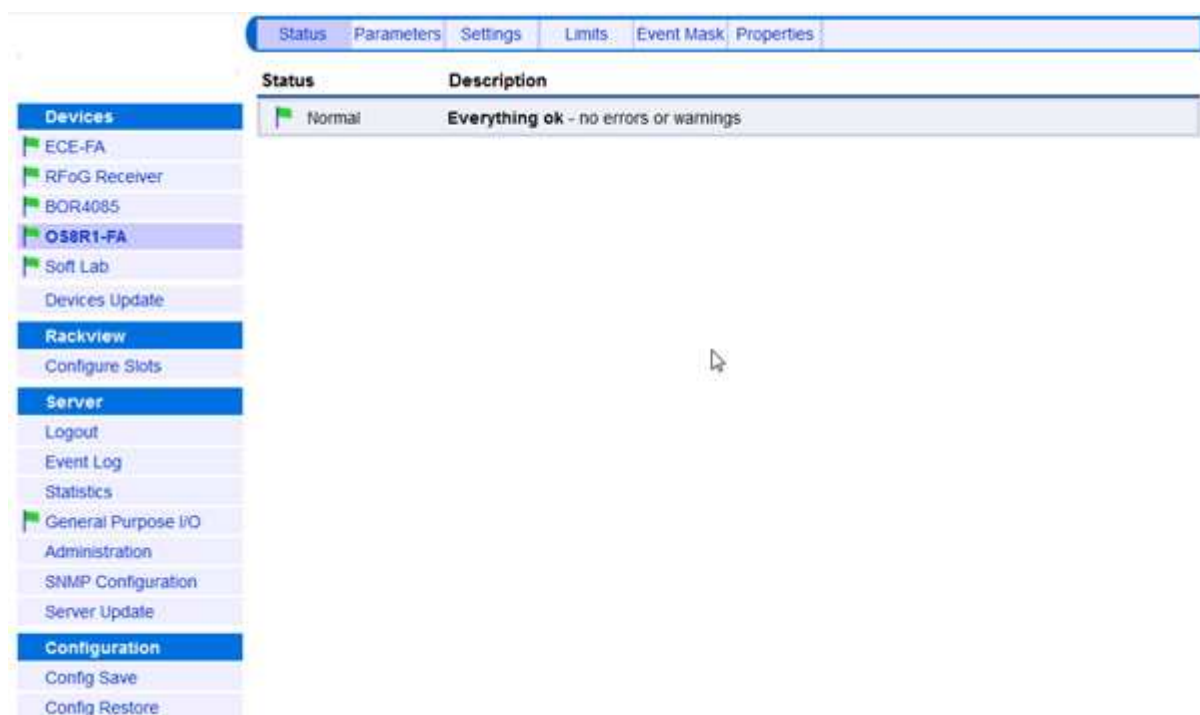 Status Parameters Settings Limits Event Mask Properties
Status Description
Normal Everything ok - no errors or warnings
Devices
ECE-FA
RFoG Receiver
BOR4085
OS8R1-FA
Soft Lab
Devices Update
Rackview
Configure Slots
Server
Logout
Event Log
Statistics
General Purpose I/O
Administration
SNMP Configuration
Server Update
Configuration
Config Save
Config Restore